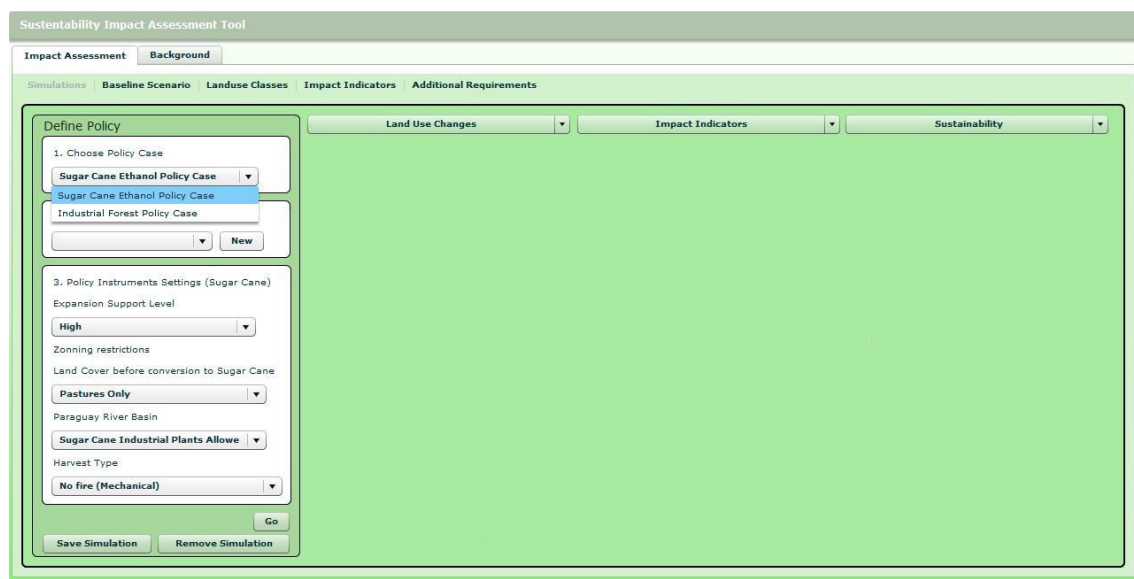 Sustentability Impact Assessment Tool
Impact Assessment Background
Simulations Baseline Scenario Landuse Classes Impact Indicators Additional Requirements
Define Policy
Land Use Changes Impact Indicators Sustainability
1. Choose Policy Case
Sugar Cane Ethanol Policy Case
Sugar Cane Ethanol Policy Case
Industrial Forest Policy Case
New
3. Policy Instruments Settings (Sugar Cane)
Expansion Support Level
High
Zonning restrictions
Land Cover before conversion to Sugar Cane
Pastures Only
Paraguay River Basin
Sugar Cane Industrial Plants Allowe
Harvest Type
No fire (Mechanical)
Go
Save Simulation Remove Simulation